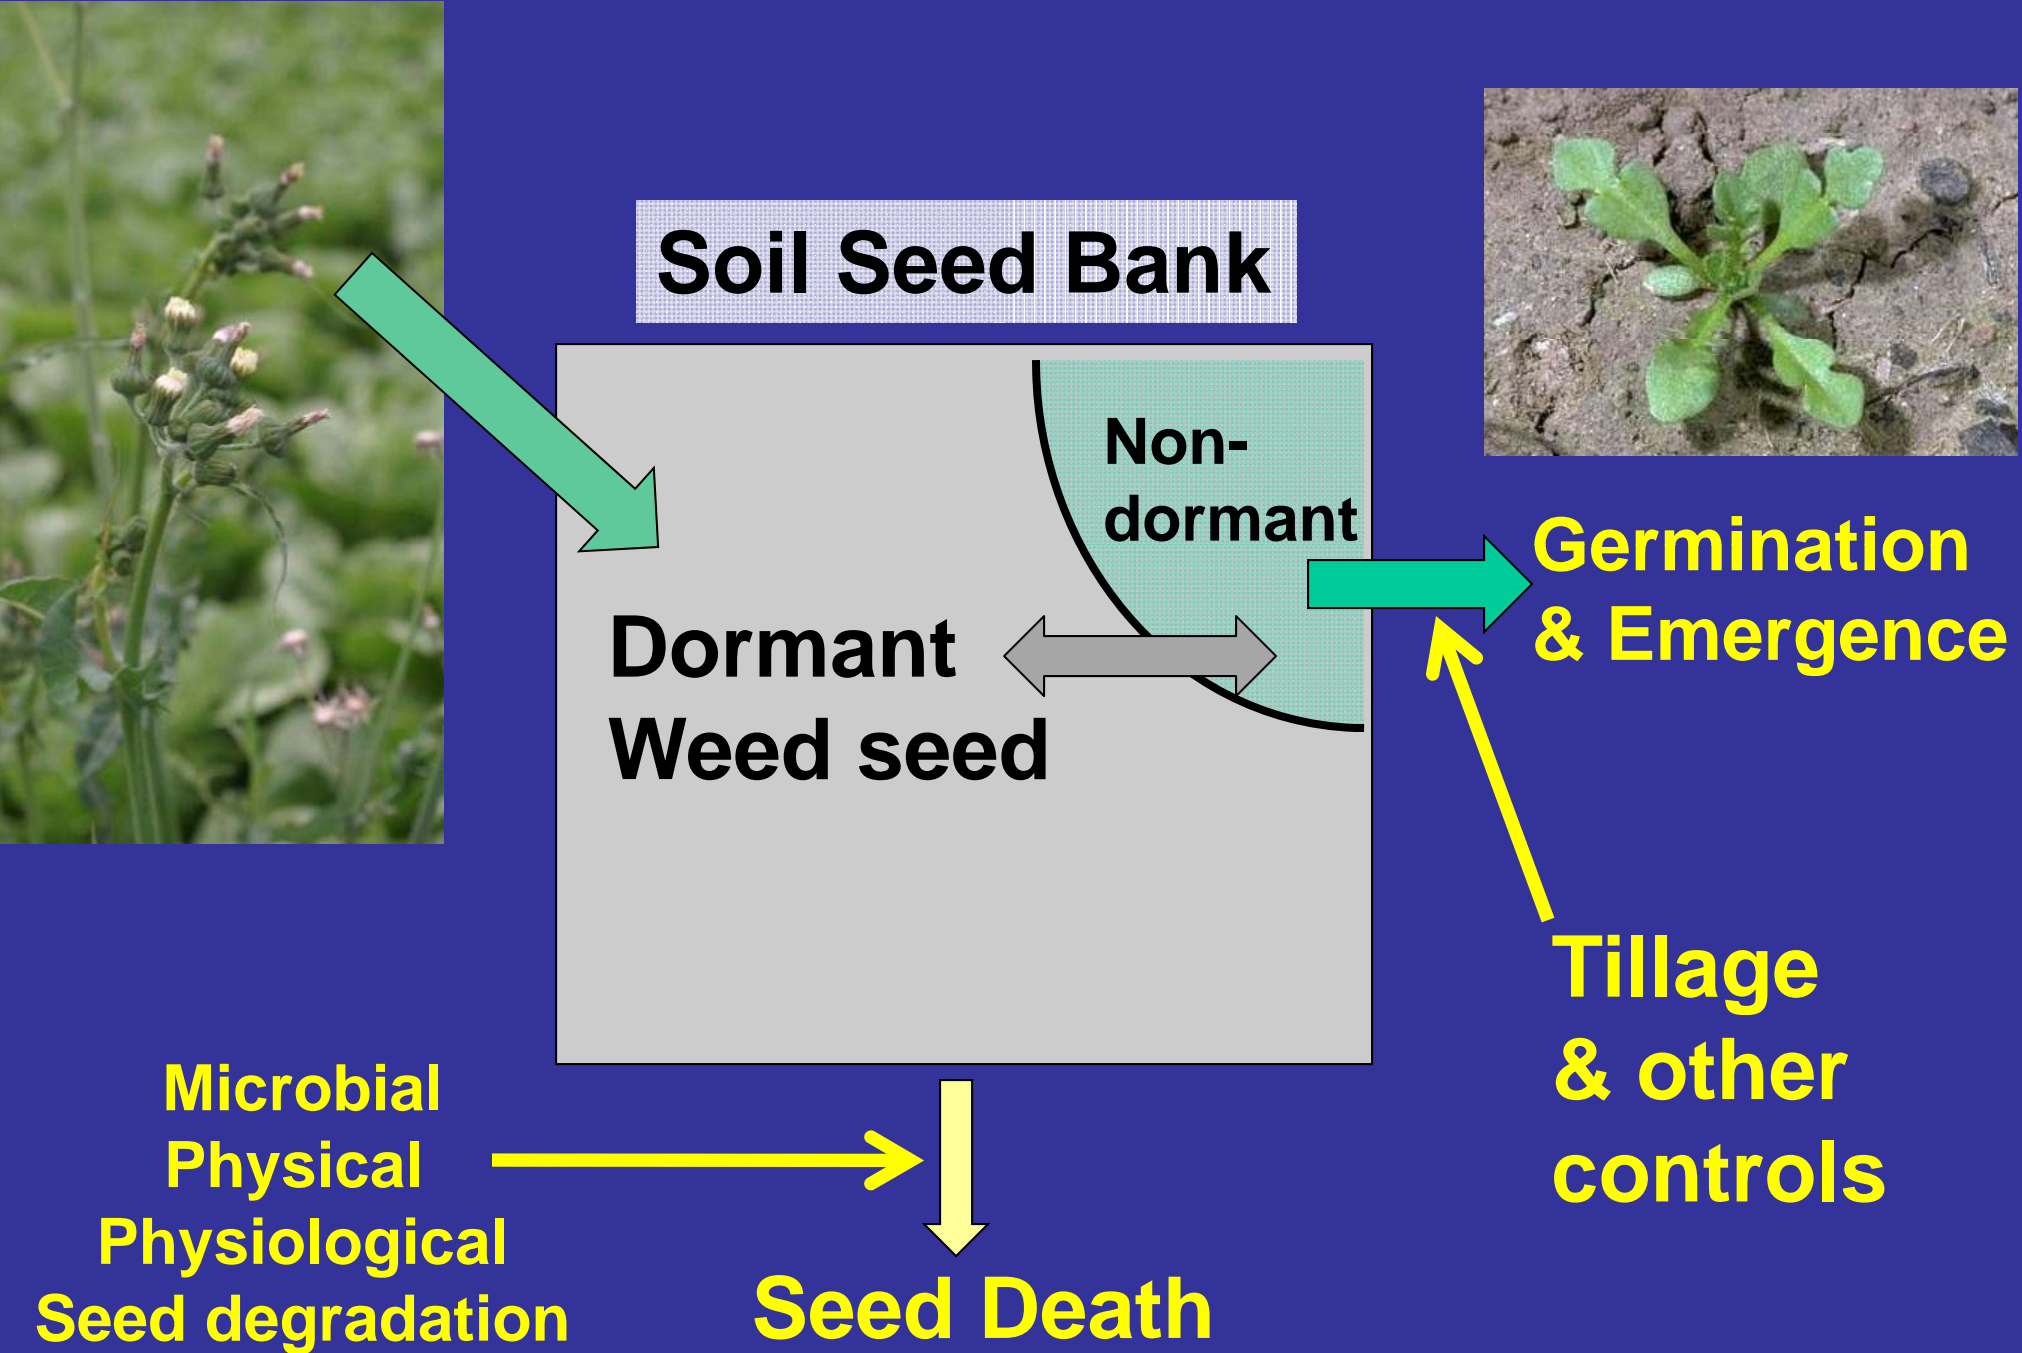 Soil Seed Bank
Non-
dormant
Dormant
Weed seed
Germination
& Emergence
Tillage
& other
controls
Microbial
Physical
Physiological
Seed degradation
Seed Death